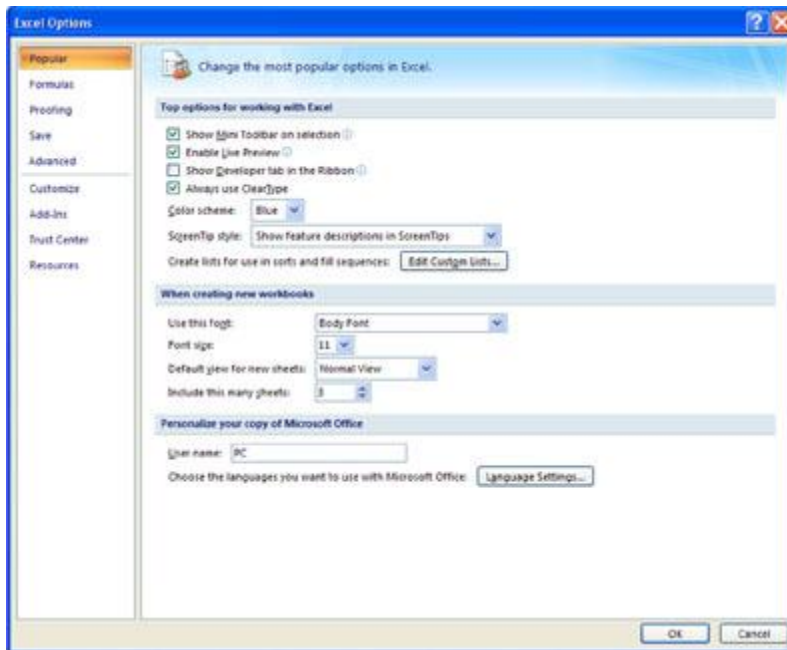 Excel Options
Popular
Formulas
Proofing
Save
Advanced
Customize
Add-Ins
Trust Center
Resources
Change the most popular options in Excel.
Top options for working with Excel
Show Mini Toolbar on selection
Enable Live Preview
Show Developer tab in the Ribbon
Always use ClearType
Color scheme: Blue
ScreenTip style: Show feature descriptions in ScreenTips
Create lists for use in sorts and fill sequences: Edit Custom Lists...
When creating new workbooks
Use this font: Body Font
Font size: 11
Default view for new sheets: Normal View
Include this many sheets: 3
Personalize your copy of Microsoft Office
User name: PC
Choose the languages you want to use with Microsoft Office: Language Settings...
OK Cancel